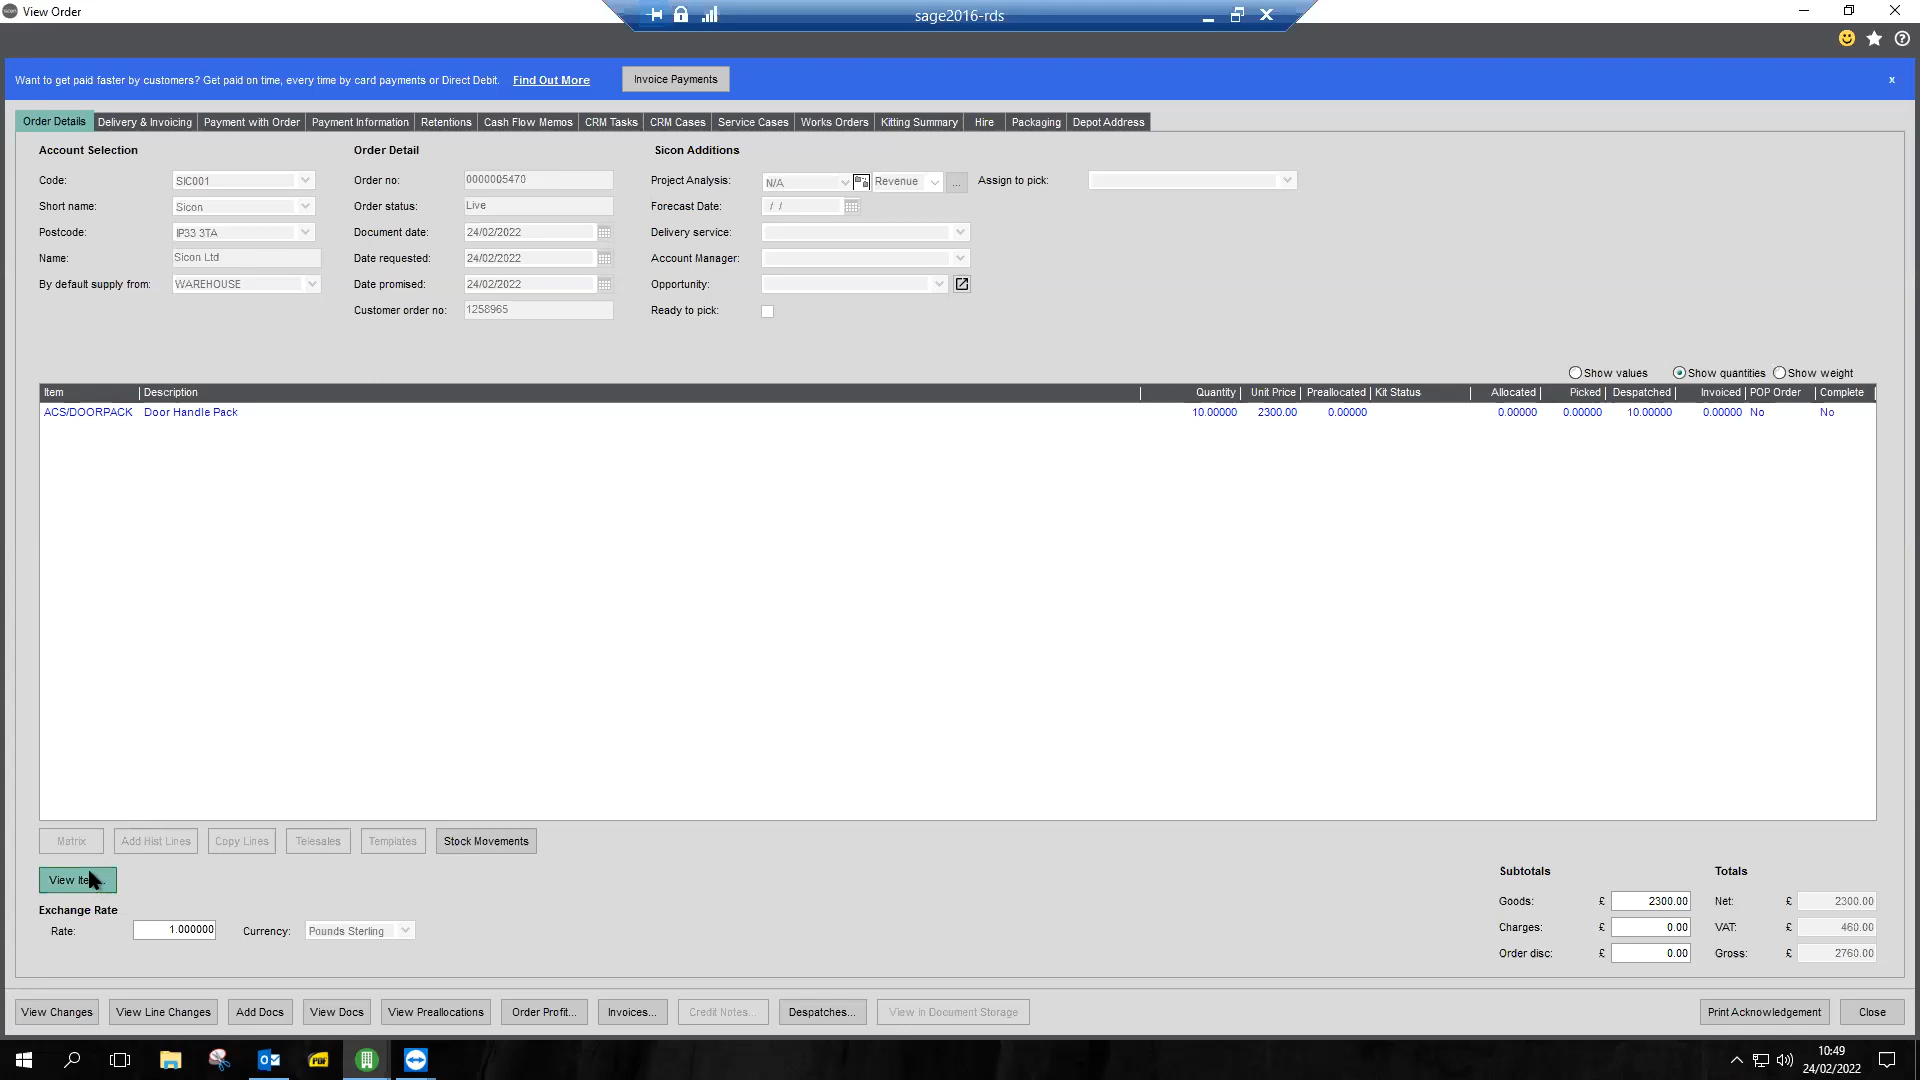 View Order
sage2016-rds
Want to get paid faster by customers? Get paid on time, every time by card payments or Direct Debit. Find Out More Invoice Payments x
Order Details Delivery & Invoicing Payment with Order Payment Information Retentions Cash Flow Memos CRM Tasks CRM Cases Service Cases Works Orders Kitting Summary Hire Packaging Depot Address
Account Selection Order Detail Sicon Additions
Code: SIC001 Order no: 0000005470 Project Analysis: N/A Revenue ... Assign to pick:
Short name: Sicon Order status: Live Forecast Date: / /
Postcode: IP33 3TA Document date: 24/02/2022 Delivery service:
Name: Sicon Ltd Date requested: 24/02/2022 Account Manager:
By default supply from: WAREHOUSE Date promised: 24/02/2022 Opportunity:
Customer order no: 1258965 Ready to pick:
Show values Show quantities Show weight
Item Description Quantity Unit Price Preallocated Kit Status Allocated Picked Despatched Invoiced POP Order Complete
ACS/DOORPACK Door Handle Pack 10.00000 2300.00 0.00000 0.00000 0.00000 10.00000 0.00000 No No
Matrix Add Hist Lines Copy Lines Telesales Templates Stock Movements
View
Subtotals Totals
Goods: £ 2300.00 Net: £ 2300.00
Exchange Rate
Rate: 1.000000 Currency: Pounds Sterling Charges: £ 0.00 VAT: £ 460.00
Order disc: £ 0.00 Gross: £ 2760.00
View Changes View Line Changes Add Docs View Docs View Preallocations Order Profit... Invoices... Credit Notes... Despatches... View in Document Storage Print Acknowledgement Close
PDF
10:49
24/02/2022